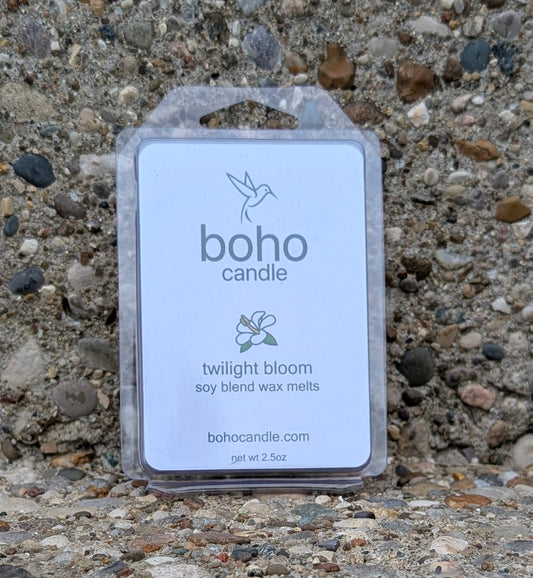 boho
candle
twilight bloom
soy blend wax melts
bohocandle.com
net wt 2.5oz